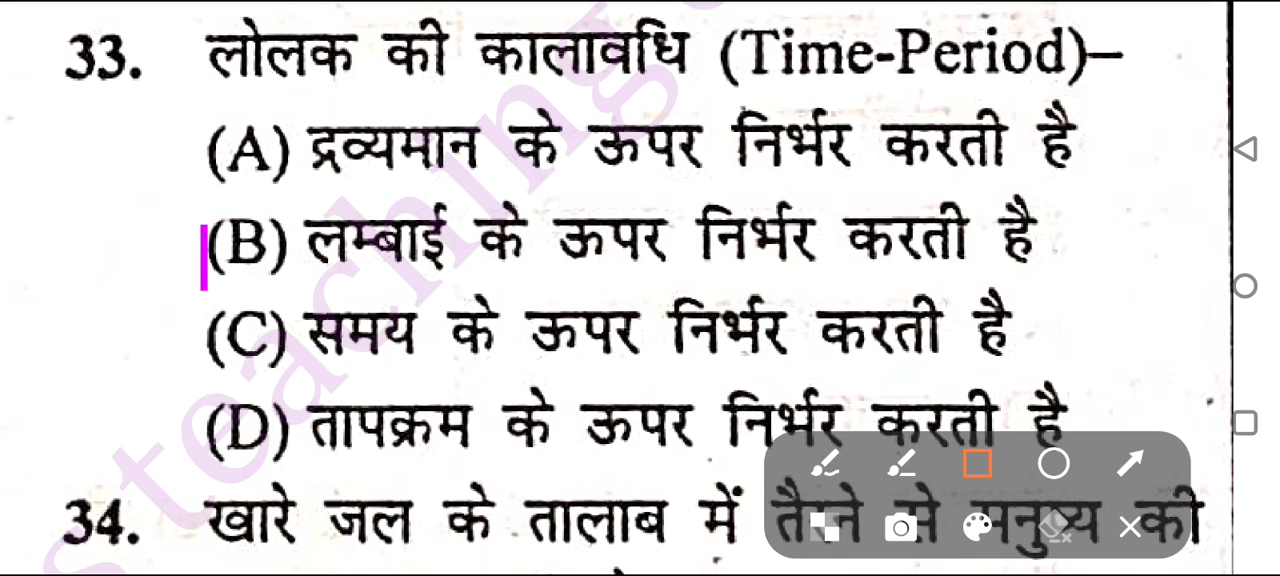 33. लोलक की कालावधि (Time-Period)–
(A) द्रव्यमान के ऊपर निर्भर करती है
(B) लम्बाई के ऊपर निर्भर करती है
(C) समय के ऊपर निर्भर करती है
(D) तापक्रम के ऊपर निर्भर करती है
34. खारे जल के तालाब में तैरने से मनुष्य की
teaching